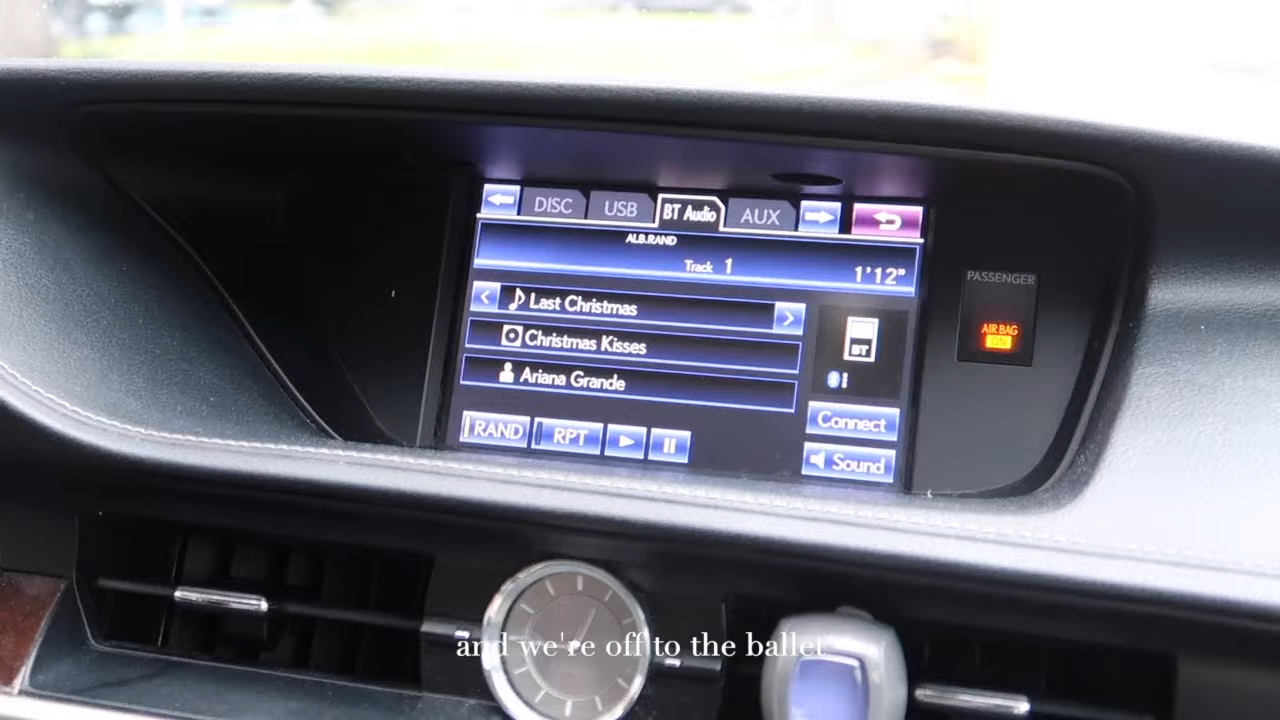 DISC USB BT Audio AUX
ALB.RAND
Track 1 1'12"
PASSENGER
AIR BAG
ON
Last Christmas
Christmas Kisses
BT
Ariana Grande
RAND RPT
Connect
Sound
and we're off to the ballet